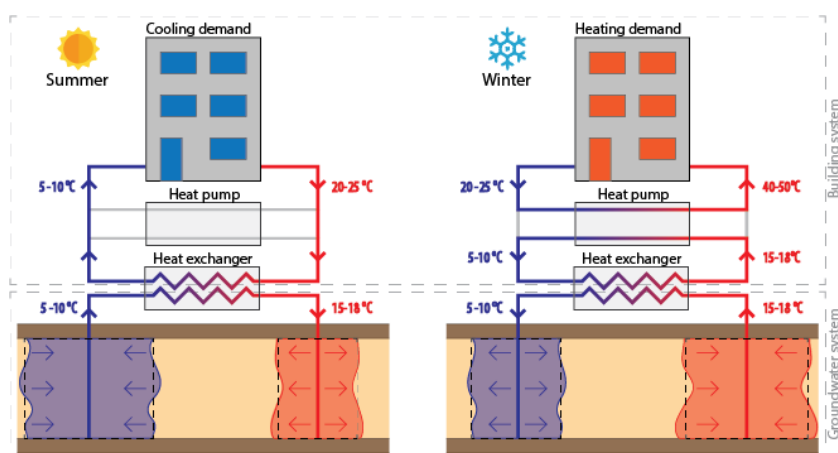 Cooling demand
Heating demand
Summer
Winter
5-10°C
20-25°C
20-25°C
40-50°C
Heat pump
Heat pump
5-10°C
15-18°C
Heat exchanger
Heat exchanger
5-10°C
15-18°C
5-10°C
15-18°C
Building system
Groundwater system